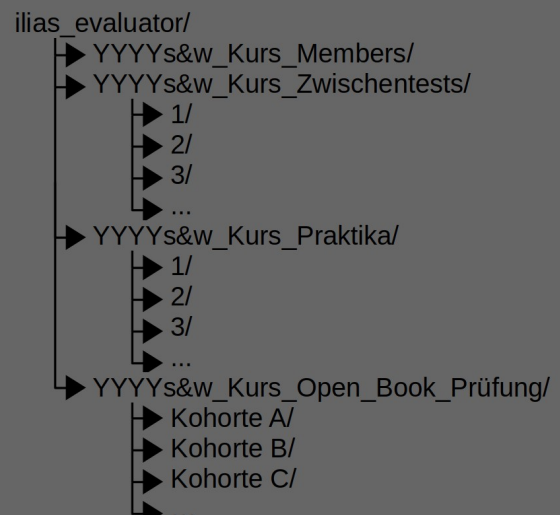 ilias_evaluator/
YYYYs&w_Kurs_Members/
YYYYs&w_Kurs_Zwischentests/
1/
2/
3/
...
YYYYs&w_Kurs_Praktika/
1/
2/
3/
...
YYYYs&w_Kurs_Open_Book_Prüfung/
Kohorte A/
Kohorte B/
Kohorte C/